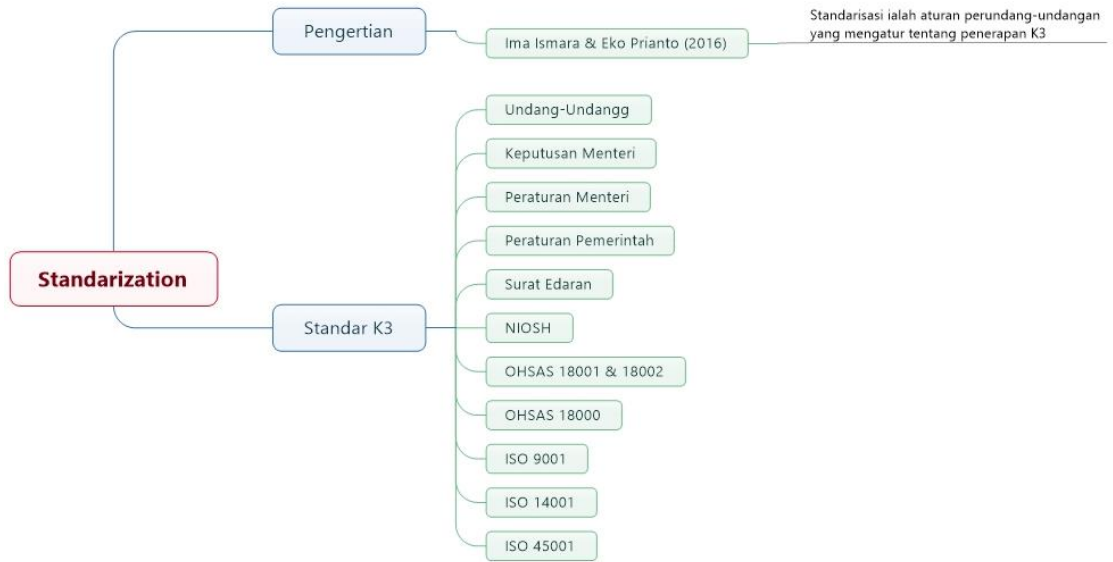 Pengertian
Ima Ismara & Eko Prianto (2016)
Standarisasi ialah aturan perundang-undangan
yang mengatur tentang penerapan K3
Standarization
Standar K3
Undang-Undangg
Keputusan Menteri
Peraturan Menteri
Peraturan Pemerintah
Surat Edaran
NIOSH
OHSAS 18001 & 18002
OHSAS 18000
ISO 9001
ISO 14001
ISO 45001